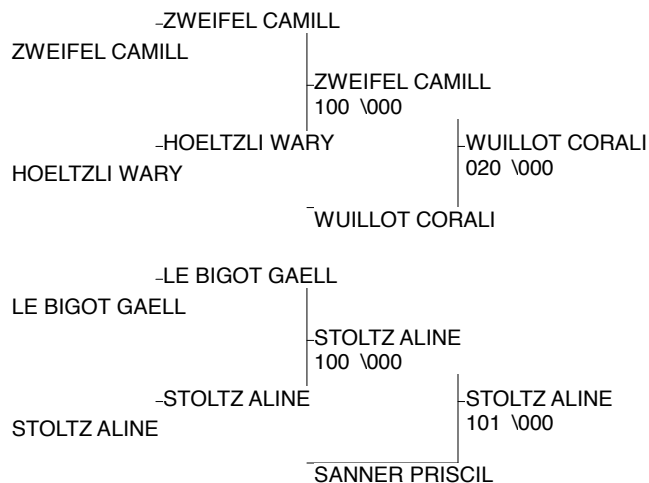 ZWEIFEL CAMILL
ZWEIFEL CAMILL
ZWEIFEL CAMILL
100 \000
HOELTZLI WARY
WUILLOT CORALI
HOELTZLI WARY
020 \000
WUILLOT CORALI
LE BIGOT GAELL
LE BIGOT GAELL
STOLTZ ALINE
100 \000
STOLTZ ALINE
STOLTZ ALINE
STOLTZ ALINE
101 \000
SANNER PRISCIL